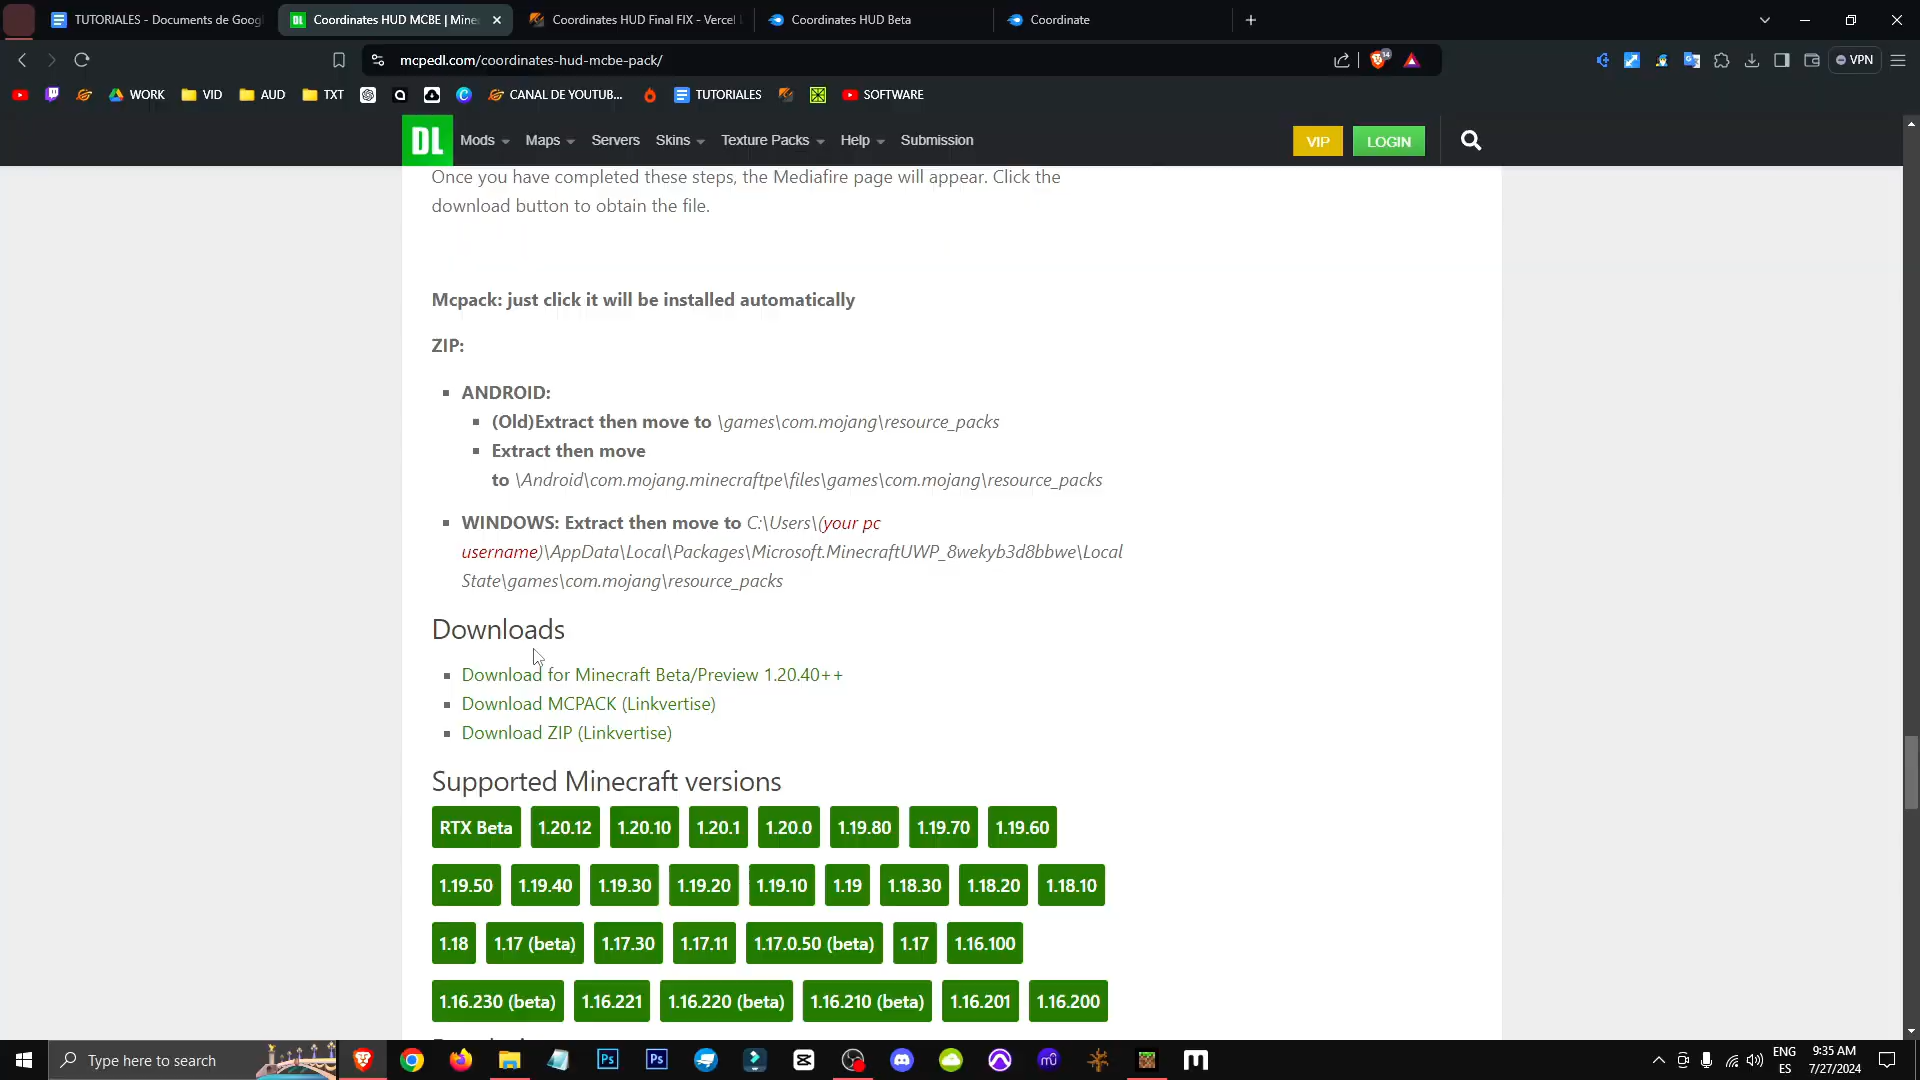 TUTORIALES - Documentos de Goog
Coordinates HUD MCBE | Mine
Coordinates HUD Final FIX - Vercel
Coordinates HUD Beta
Coordinate
mcpedl.com/coordinates-hud-mcbe-pack/
14
VPN
WORK
VID
AUD
TXT
CANAL DE YOUTUB...
TUTORIALES
SOFTWARE
DL
Mods
Maps
Servers
Skins
Texture Packs
Help
Submission
VIP
LOGIN
Once you have completed these steps, the Mediafire page will appear. Click the
download button to obtain the file.
Mcpack: just click it will be installed automatically
ZIP:
ANDROID:
(Old)Extract then move to \games\com.mojang\resource_packs
Extract then move
to \Android\com.mojang.minecraftpe\files\games\com.mojang\resource_packs
WINDOWS: Extract then move to C:\Users\(your pc
username)\AppData\Local\Packages\Microsoft.MinecraftUWP_8wekyb3d8bbwe\Local
State\games\com.mojang\resource_packs
Downloads
Download for Minecraft Beta/Preview 1.20.40++
Download MCPACK (Linkvertise)
Download ZIP (Linkvertise)
Supported Minecraft versions
RTX Beta 1.20.12 1.20.10 1.20.1 1.20.0 1.19.80 1.19.70 1.19.60
1.19.50 1.19.40 1.19.30 1.19.20 1.19.10 1.19 1.18.30 1.18.20 1.18.10
1.18 1.17 (beta) 1.17.30 1.17.11 1.17.0.50 (beta) 1.17 1.16.100
1.16.230 (beta) 1.16.221 1.16.220 (beta) 1.16.210 (beta) 1.16.201 1.16.200
Type here to search
Ps
Ps
ENG
ES
9:35 AM
7/27/2024